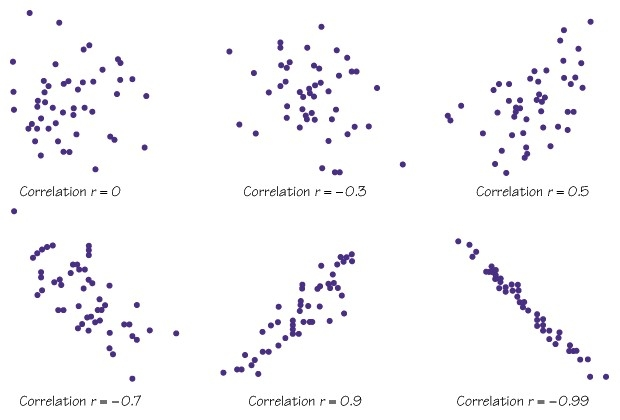 Correlation r = 0
Correlation r = −0.3
Correlation r = 0.5
Correlation r = −0.7
Correlation r = 0.9
Correlation r = −0.99